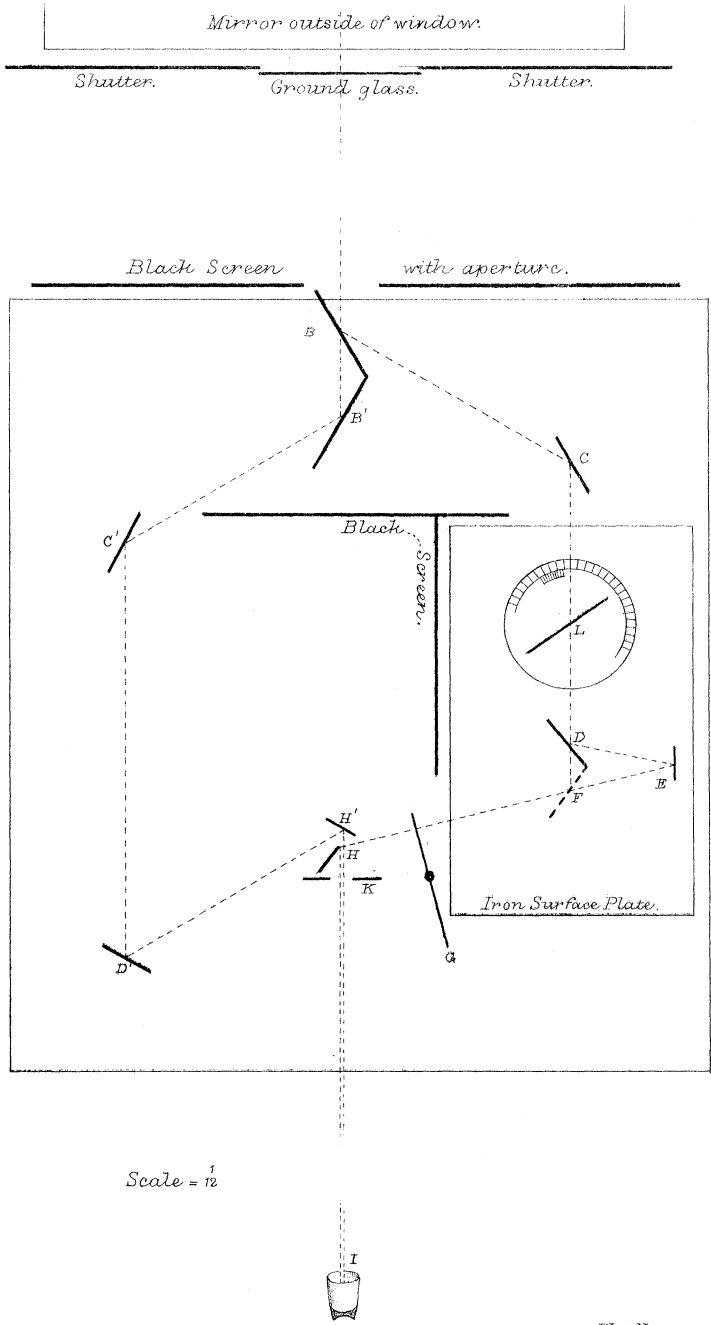 Mirror outside of window.
Shutter.
Ground glass.
Shutter.
Black Screen
with aperture.
B
B'
C
C'
Black
Screen.
L
D
E
F
H'
H
K
Iron Surface Plate.
G
D'
Scale = 1/12
I